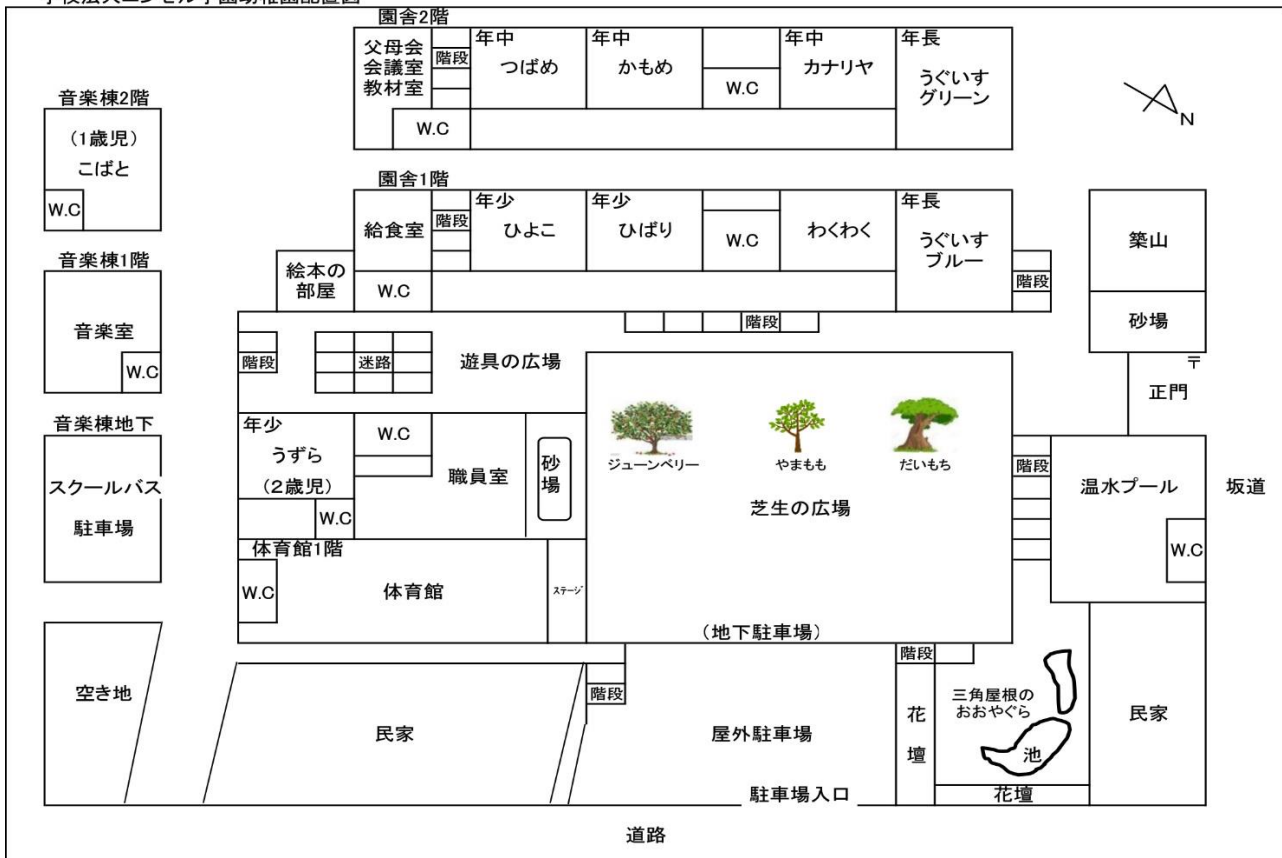 園舎2階
父母会
会議室
教材室
階段
年中
つばめ
年中
かもめ
W.C
年中
カナリヤ
年長
うぐいす
グリーン
W.C
N
音楽棟2階
(1歳児)
こばと
W.C
園舎1階
給食室
階段
年少
ひよこ
年少
ひばり
W.C
わくわく
年長
うぐいす
ブルー
階段
築山
砂場
絵本の
部屋
W.C
音楽棟1階
音楽室
W.C
階段
階段
迷路
遊具の広場
〒
正門
音楽棟地下
スクールバス
駐車場
年少
うずら
(2歳児)
W.C
W.C
職員室
砂場
ジューンベリー
やまもも
だいもち
芝生の広場
階段
温水プール
W.C
坂道
体育館1階
W.C
体育館
ステージ
(地下駐車場)
空き地
民家
階段
屋外駐車場
駐車場入口
階段
花壇
三角屋根の
おおやぐら
池
花壇
民家
道路